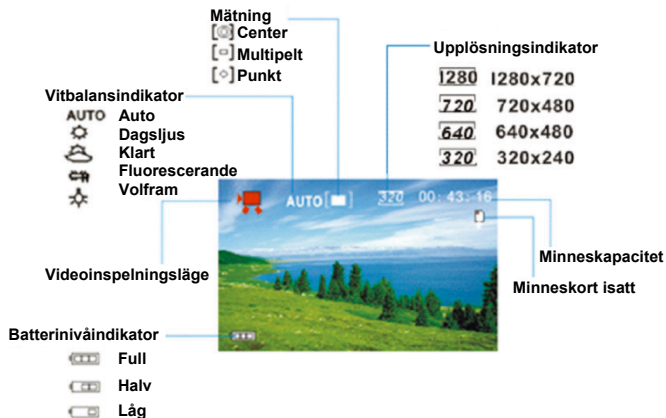 Mätning
Center
Multipelt
Punkt
Upplösningsindikator
1280 1280x720
720 720x480
640 640x480
320 320x240
Vitbalansindikator
AUTO Auto
Dagsljus
Klart
Fluorescerande
Volfram
AUTO 320 00:43:16
Minneskapacitet
Minneskort isatt
Videoinspelningsläge
Batterinivåindikator
Full
Halv
Låg